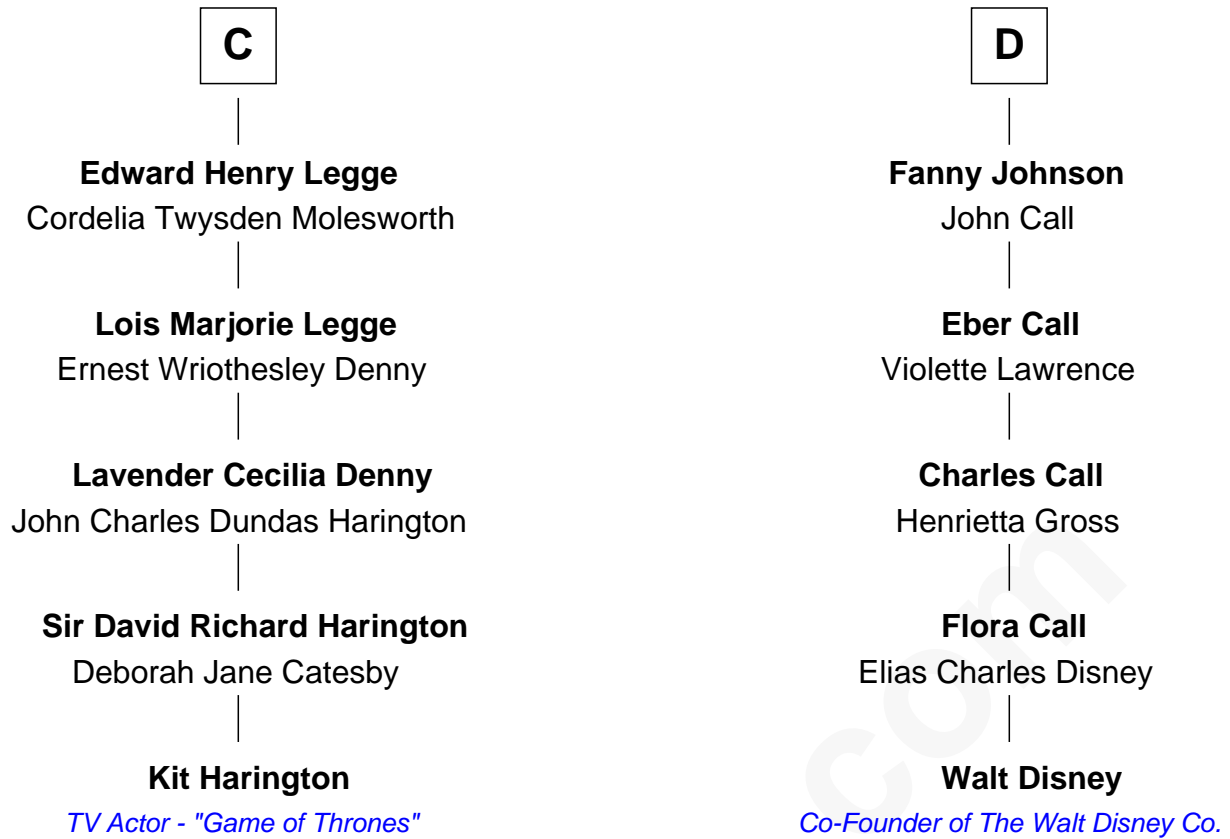 C
Edward Henry Legge
Cordelia Twysden Molesworth
Lois Marjorie Legge
Ernest Wriothesley Denny
Lavender Cecilia Denny
John Charles Dundas Harington
Sir David Richard Harington
Deborah Jane Catesby
Kit Harington
TV Actor - "Game of Thrones"
D
Fanny Johnson
John Call
Eber Call
Violette Lawrence
Charles Call
Henrietta Gross
Flora Call
Elias Charles Disney
Walt Disney
Co-Founder of The Walt Disney Co.
com